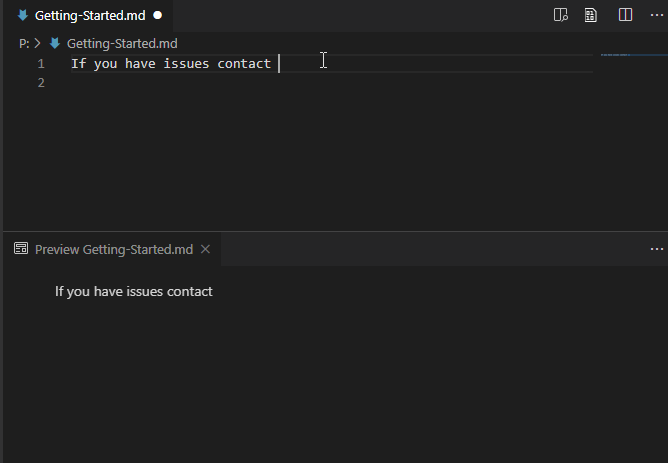 Getting-Started.md
P: > Getting-Started.md
1 If you have issues contact
2
Preview Getting-Started.md
If you have issues contact